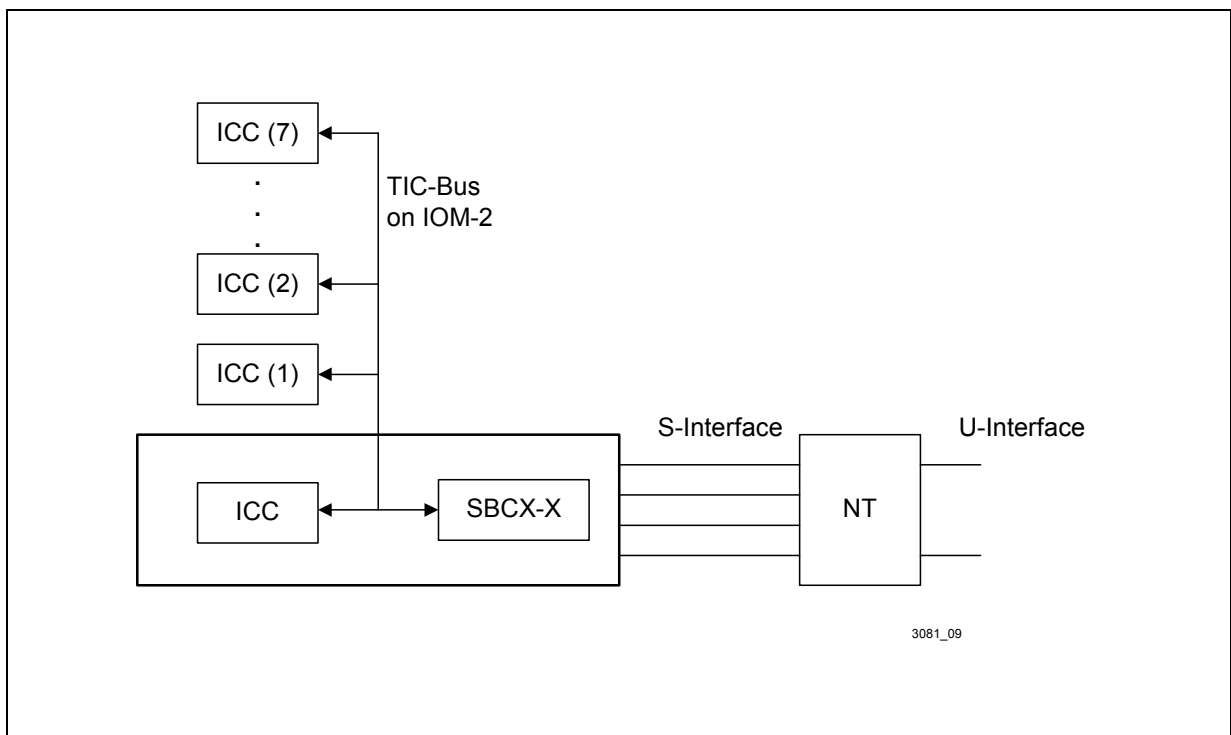 ICC (7)
.
.
.
TIC-Bus
on IOM-2
ICC (2)
ICC (1)
S-Interface
U-Interface
ICC
SBCX-X
NT
3081_09